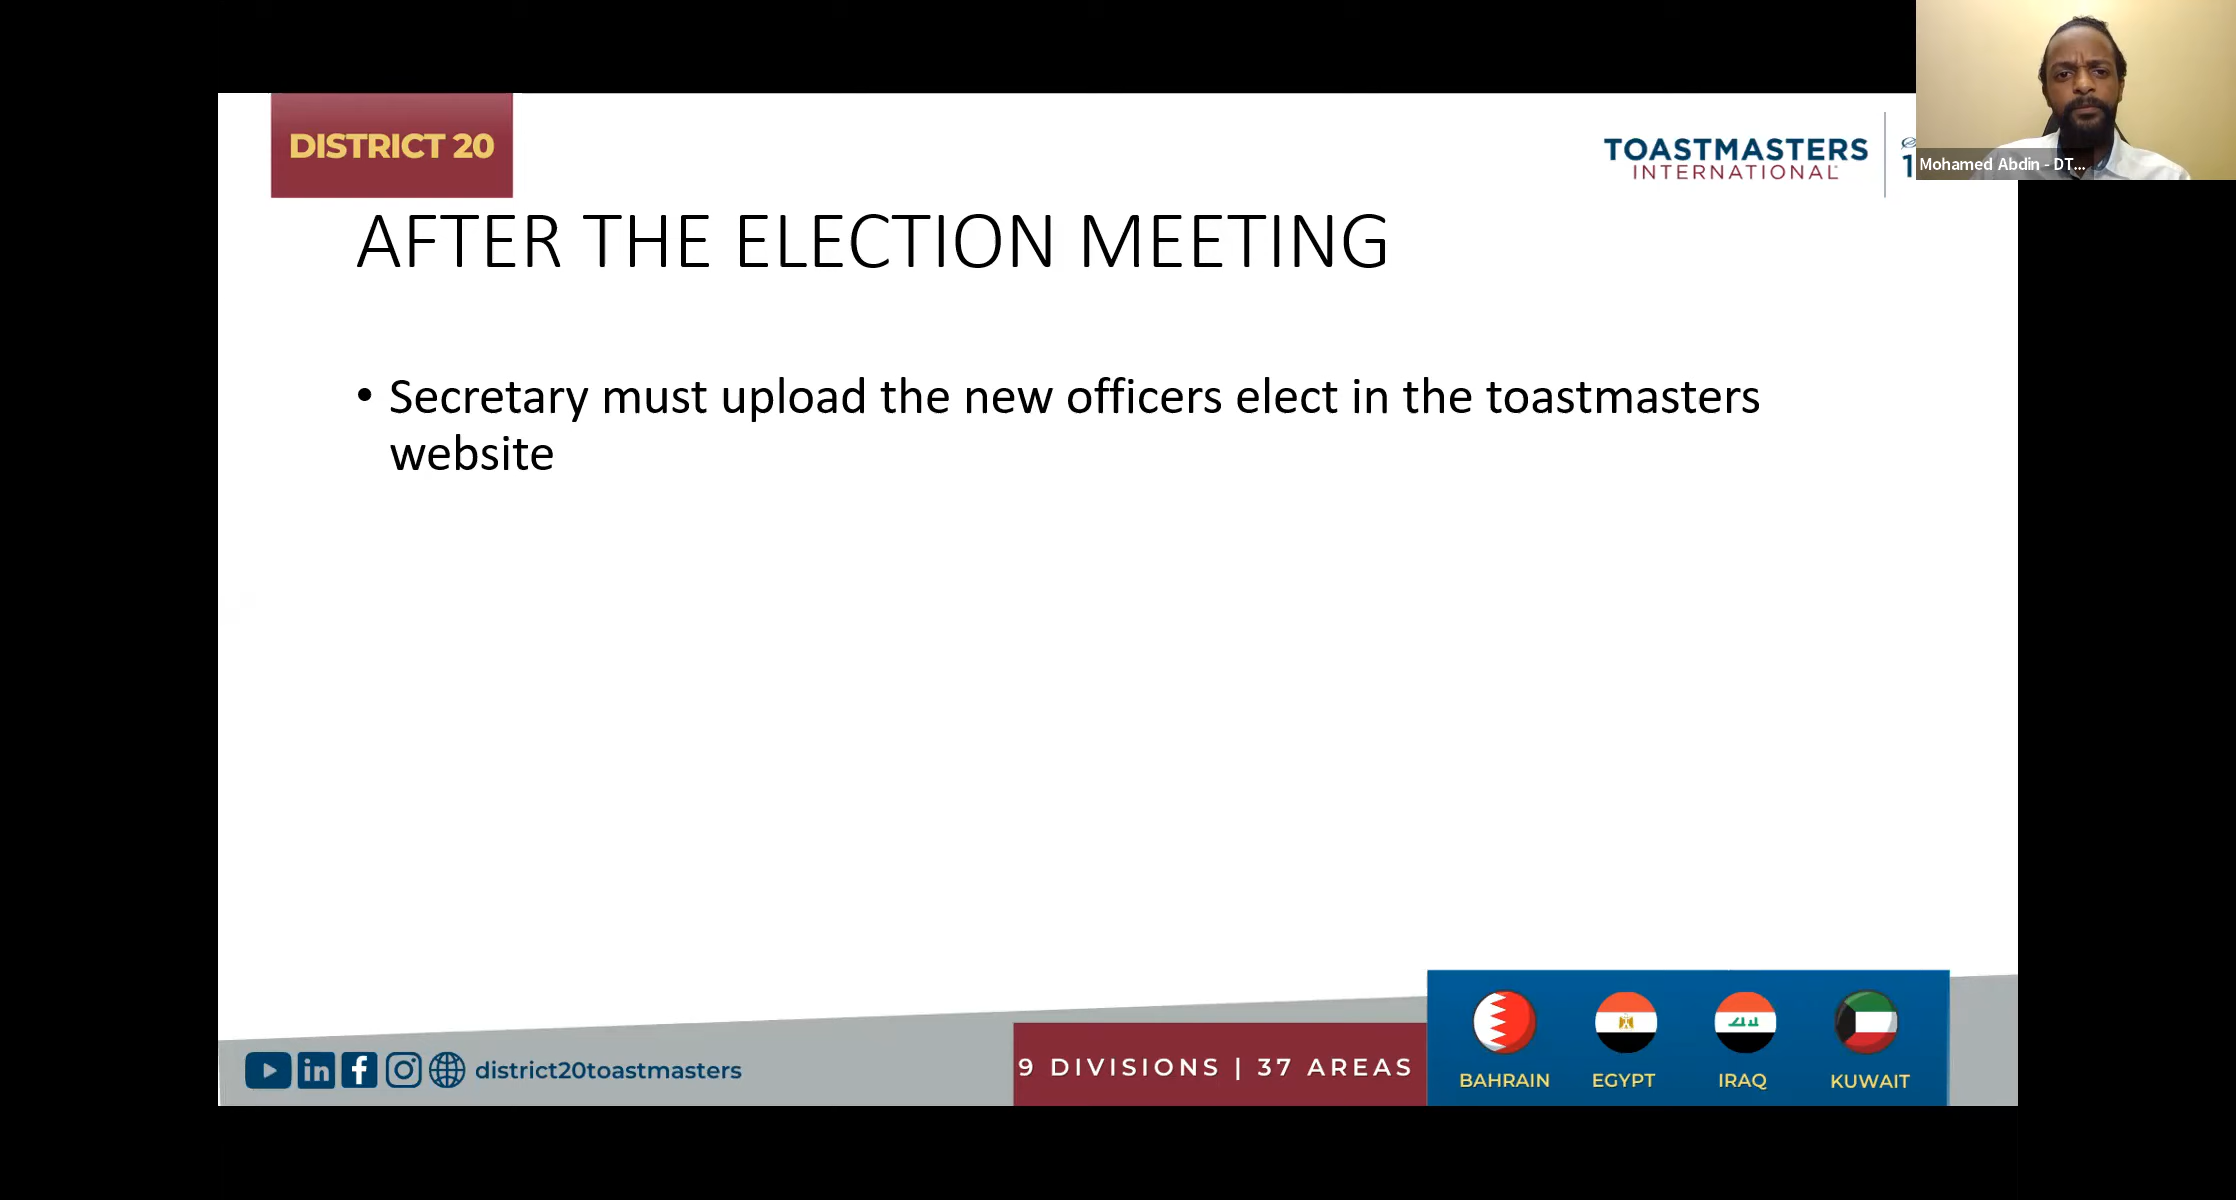 DISTRICT 20
TOASTMASTERS
INTERNATIONAL
Mohamed Abdin - DT...
AFTER THE ELECTION MEETING
• Secretary must upload the new officers elect in the toastmasters
website
district20toastmasters
9 DIVISIONS | 37 AREAS
BAHRAIN
EGYPT
IRAQ
KUWAIT